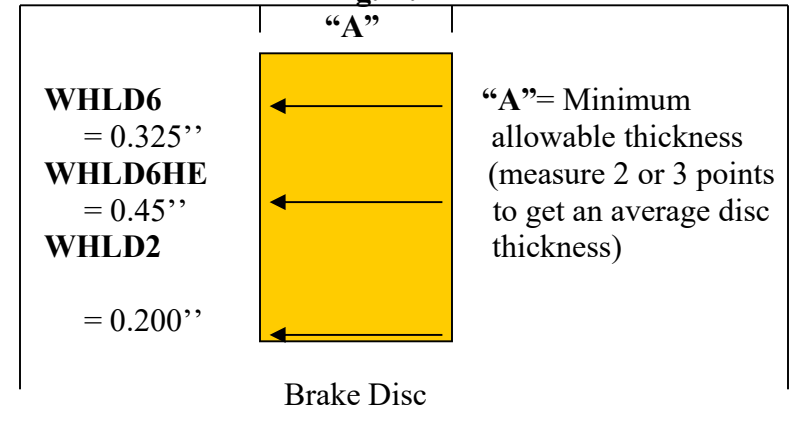 “A”
WHLD6
= 0.325’’
WHLD6HE
= 0.45’’
WHLD2
= 0.200’’
“A”= Minimum
allowable thickness
(measure 2 or 3 points
to get an average disc
thickness)
Brake Disc